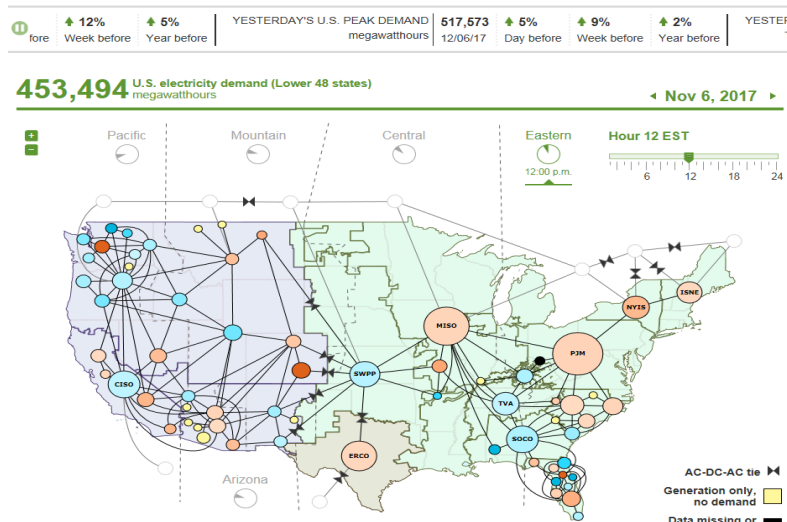 fore
12%
Week before
5%
Year before
YESTERDAY'S U.S. PEAK DEMAND
megawatthours
517,573
12/06/17
5%
Day before
9%
Week before
2%
Year before
453,494 U.S. electricity demand (Lower 48 states)
megawatthours
Nov 6, 2017
Pacific
Mountain
Central
Eastern
12:00 p.m.
Hour 12 EST
6 12 18 24
ISNE
NYIS
MISO
PJM
SWPP
CISO
TVA
SOCO
ERCO
Arizona
AC-DC-AC tie
Generation only,
no demand
Data missing or